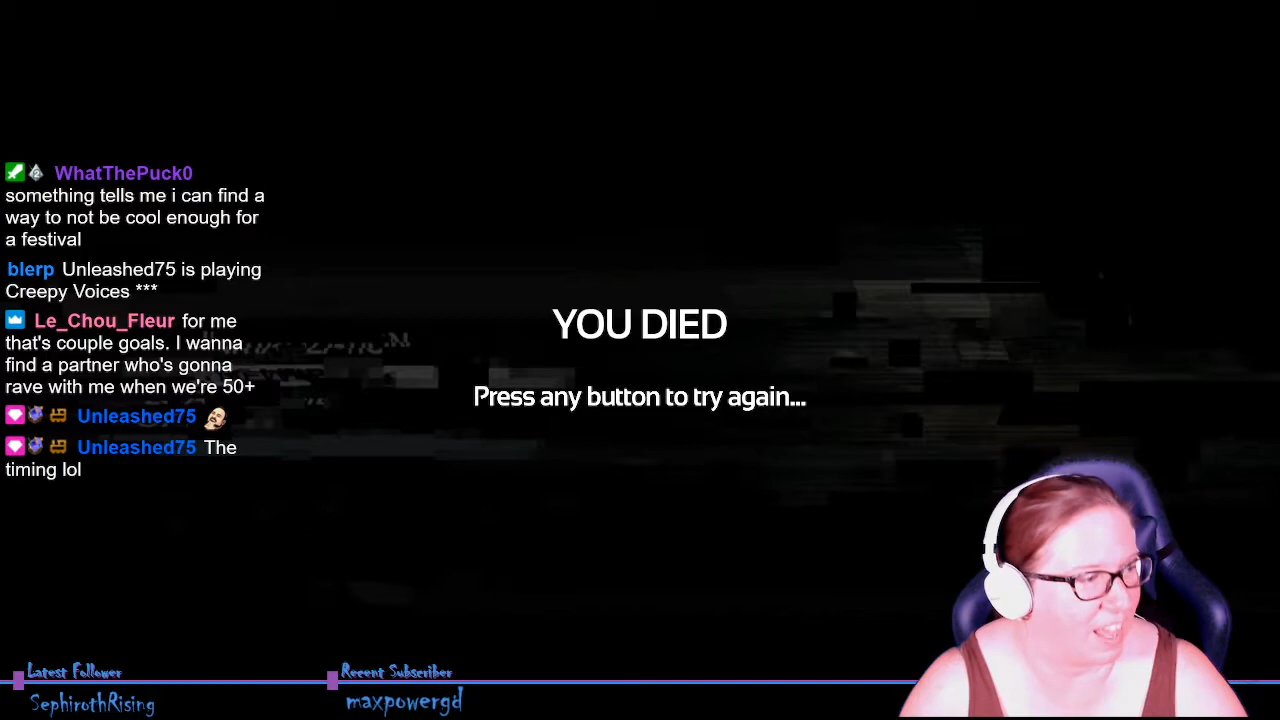 WhatThePuck0
something tells me i can find a
way to not be cool enough for
a festival
blerp Unleashed75 is playing
Creepy Voices ***
Le_Chou_Fleur for me
that's couple goals. I wanna
find a partner who's gonna
rave with me when we're 50+
Unleashed75
Unleashed75 The
timing lol
YOU DIED
Press any button to try again...
Latest Follower
SephirothRising
Recent Subscriber
maxpowergd